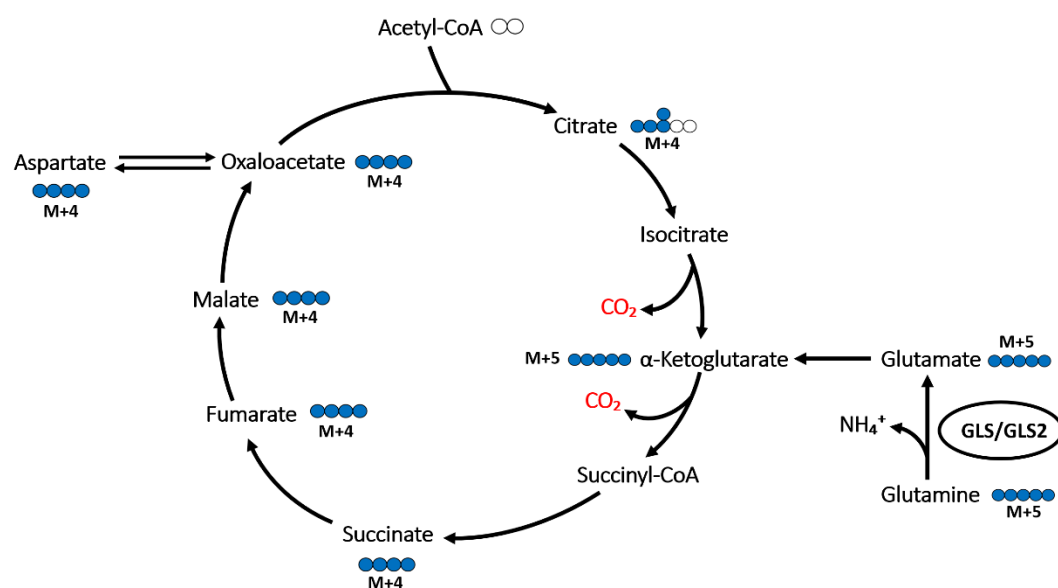 Acetyl-CoA
Citrate
M+4
Aspartate
M+4
Oxaloacetate
M+4
Isocitrate
CO₂
Malate
M+4
M+5
α-Ketoglutarate
Glutamate
M+5
CO₂
Fumarate
M+4
NH₄⁺
GLS/GLS2
Succinyl-CoA
Glutamine
M+5
Succinate
M+4